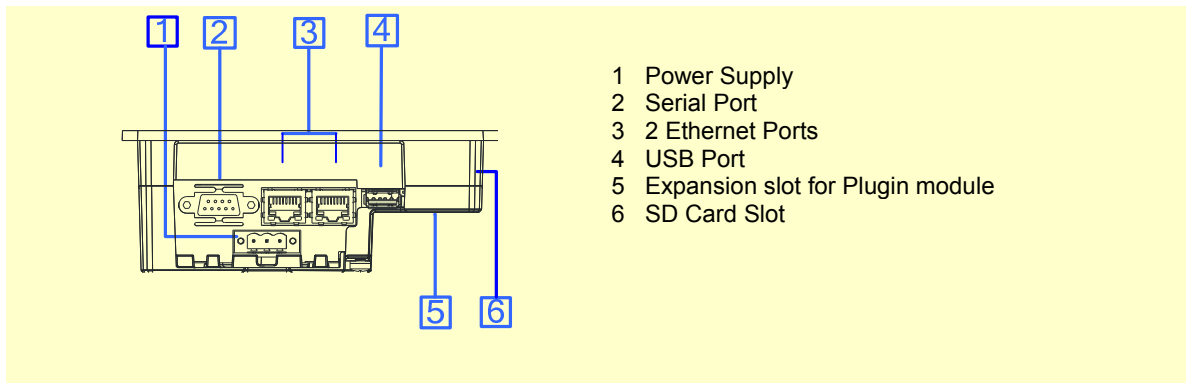 1 2 3 4
1 Power Supply
2 Serial Port
3 2 Ethernet Ports
4 USB Port
5 Expansion slot for Plugin module
6 SD Card Slot
5 6